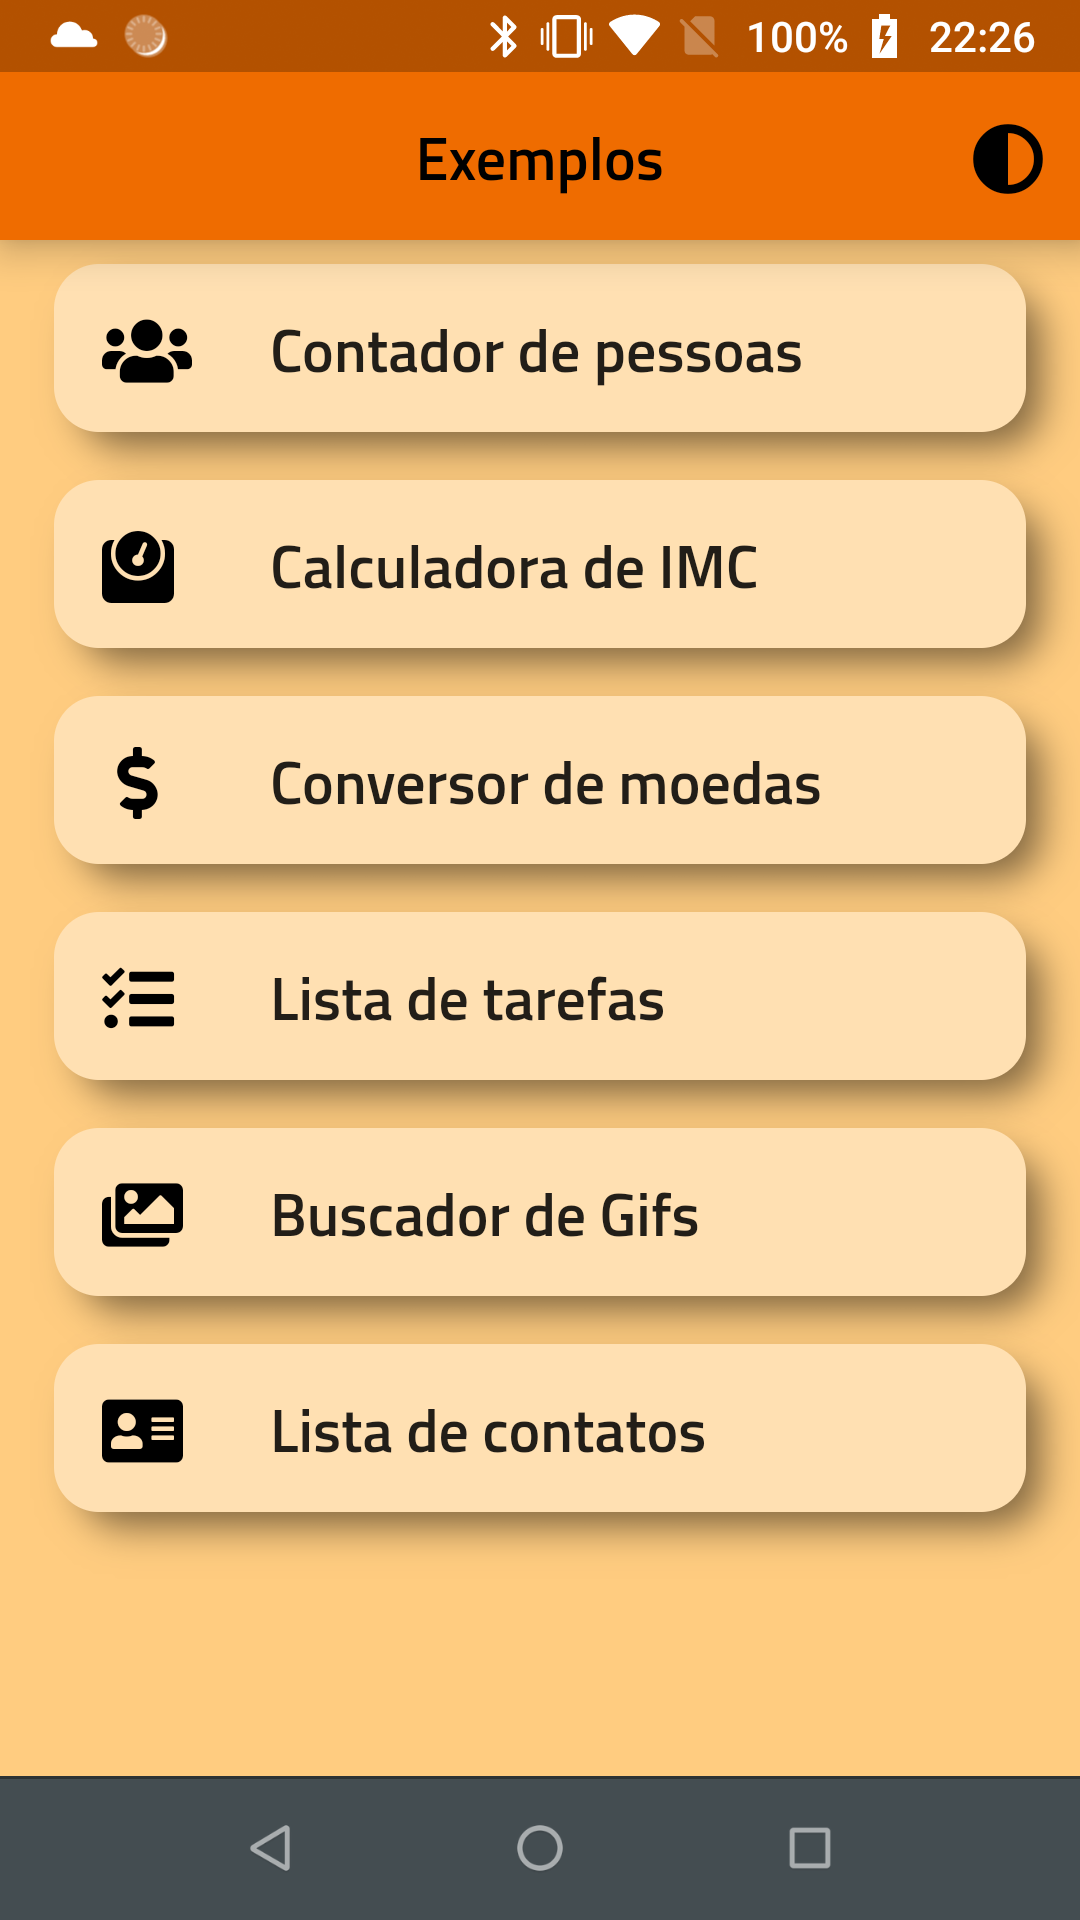 100% 22:26
Exemplos
Contador de pessoas
Calculadora de IMC
Conversor de moedas
Lista de tarefas
Buscador de Gifs
Lista de contatos